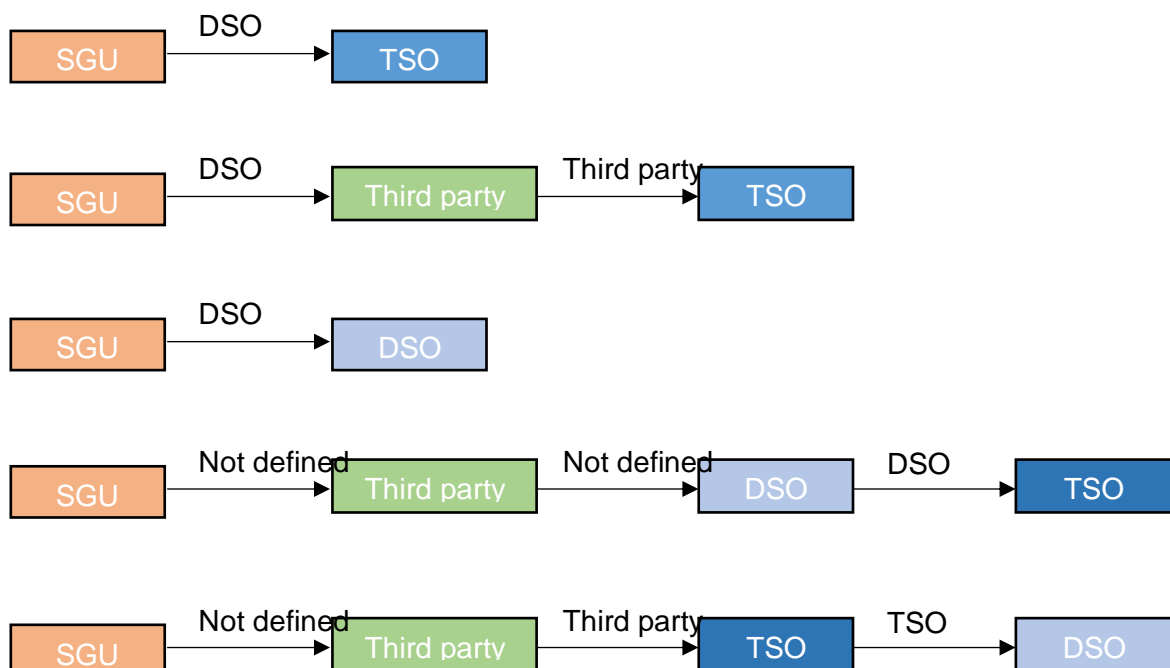 DSO
SGU TSO
DSO Third party
SGU Third party TSO
DSO
SGU DSO
Not defined Not defined DSO
SGU Third party DSO TSO
Not defined Third party TSO
SGU Third party TSO DSO